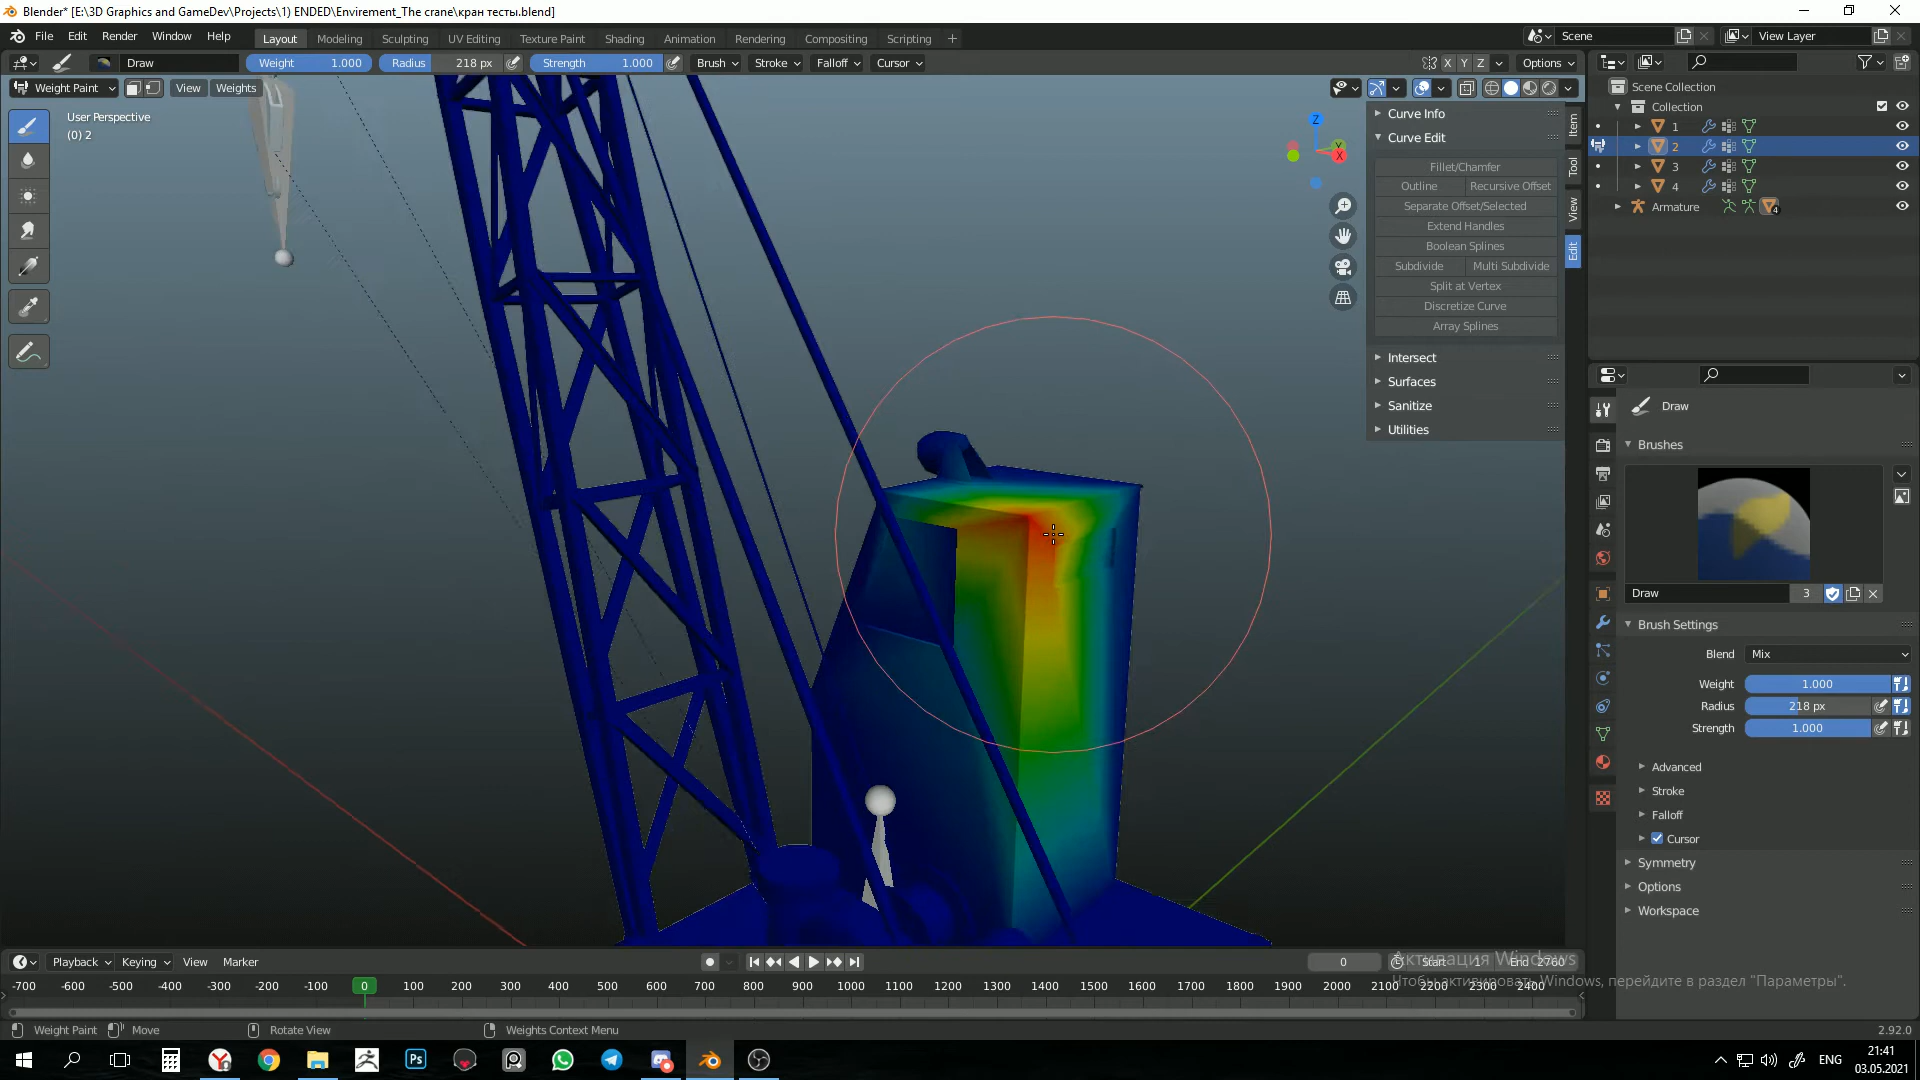 Blender* [E:\3D Graphics and GameDev\Projects\1) ENDED\Envirement_The crane\кран тесты.blend]
File Edit Render Window Help
Layout Modeling Sculpting UV Editing Texture Paint Shading Animation Rendering Compositing Scripting
Scene View Layer
Draw Weight 1.000 Radius 218 px Strength 1.000 Brush Stroke Falloff Cursor X Y Z Options
Weight Paint View Weights
User Perspective
(0) 2
Z
Y
X
Curve Info
Curve Edit
Fillet/Chamfer
Outline Recursive Offset
Separate Offset/Selected
Extend Handles
Boolean Splines
Subdivide Multi Subdivide
Split at Vertex
Discretize Curve
Array Splines
Intersect
Surfaces
Sanitize
Utilities
Item
Tool
View
Edit
Scene Collection
Collection
1
2
3
4
Armature 4
Draw
Brushes
Draw 3
Brush Settings
Blend Mix
Weight 1.000
Radius 218 px
Strength 1.000
Advanced
Stroke
Falloff
Cursor
Symmetry
Options
Workspace
Playback Keying View Marker 0 Start 1 End 2760
Активация Windows
Чтобы активировать Windows, перейдите в раздел "Параметры".
-700 -600 -500 -400 -300 -200 -100 0 100 200 300 400 500 600 700 800 900 1000 1100 1200 1300 1400 1500 1600 1700 1800 1900 2000 2100 2200 2300 2400
Weight Paint Move Rotate View Weights Context Menu 2.92.0
Ps
ENG
21:41
03.05.2021